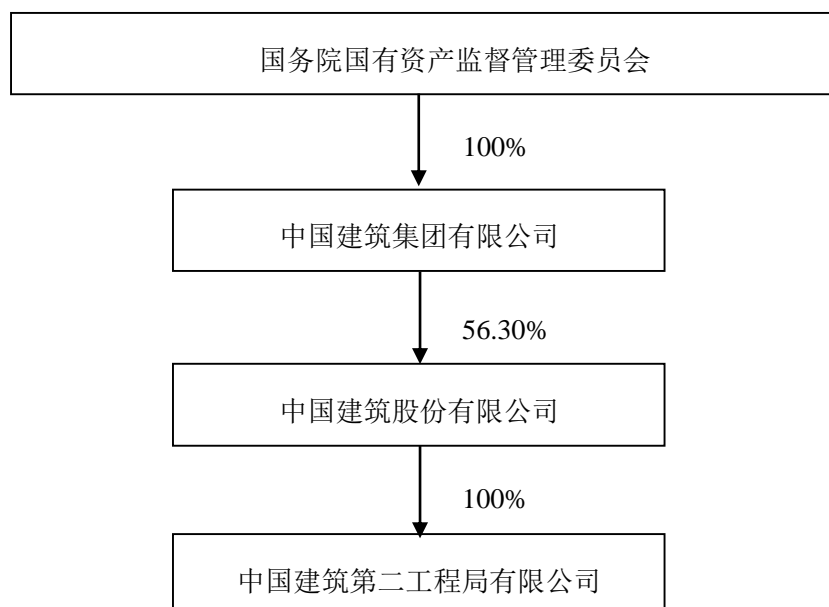 国务院国有资产监督管理委员会
100%
中国建筑集团有限公司
56.30%
中国建筑股份有限公司
100%
中国建筑第二工程局有限公司